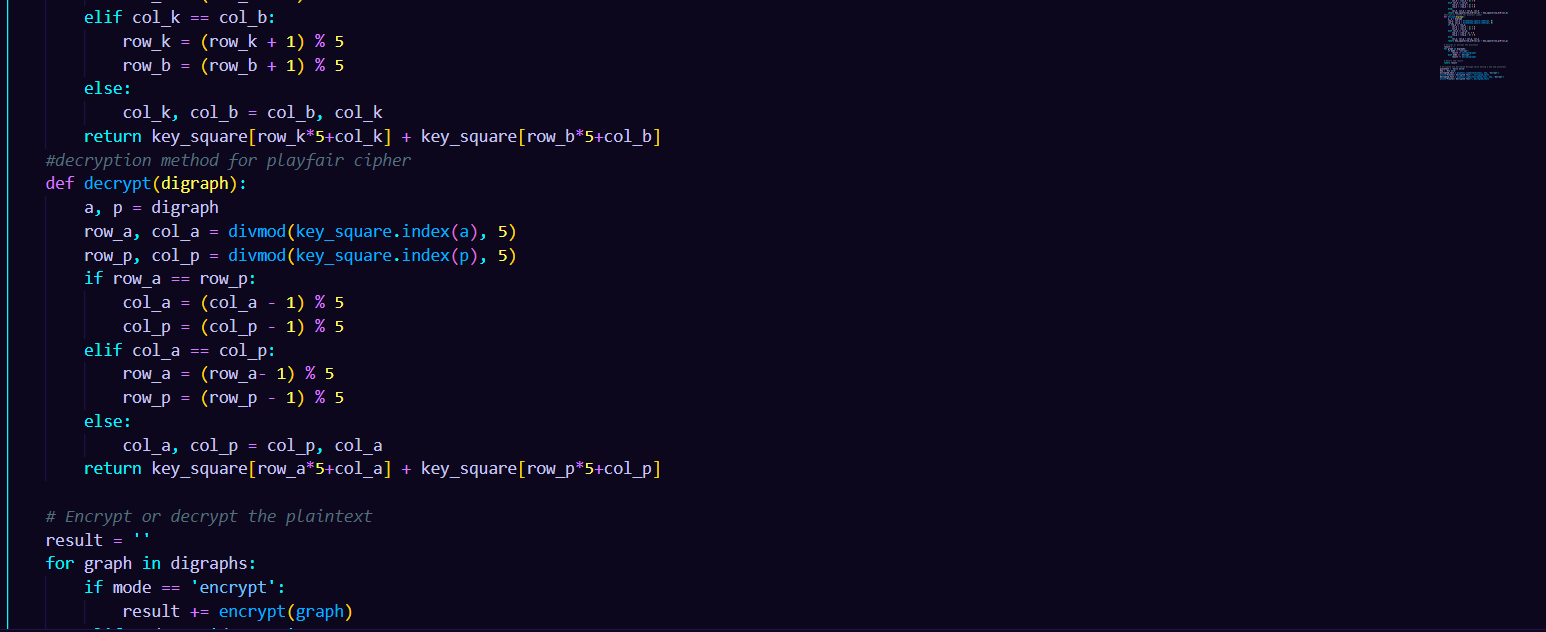 elif col_k == col_b:
row_k = (row_k + 1) % 5
row_b = (row_b + 1) % 5
else:
col_k, col_b = col_b, col_k
return key_square[row_k*5+col_k] + key_square[row_b*5+col_b]
#decryption method for playfair cipher
def decrypt(digraph):
a, p = digraph
row_a, col_a = divmod(key_square.index(a), 5)
row_p, col_p = divmod(key_square.index(p), 5)
if row_a == row_p:
col_a = (col_a - 1) % 5
col_p = (col_p - 1) % 5
elif col_a == col_p:
row_a = (row_a- 1) % 5
row_p = (row_p - 1) % 5
else:
col_a, col_p = col_p, col_a
return key_square[row_a*5+col_a] + key_square[row_p*5+col_p]
# Encrypt or decrypt the plaintext
result = ''
for graph in digraphs:
if mode == 'encrypt':
result += encrypt(graph)